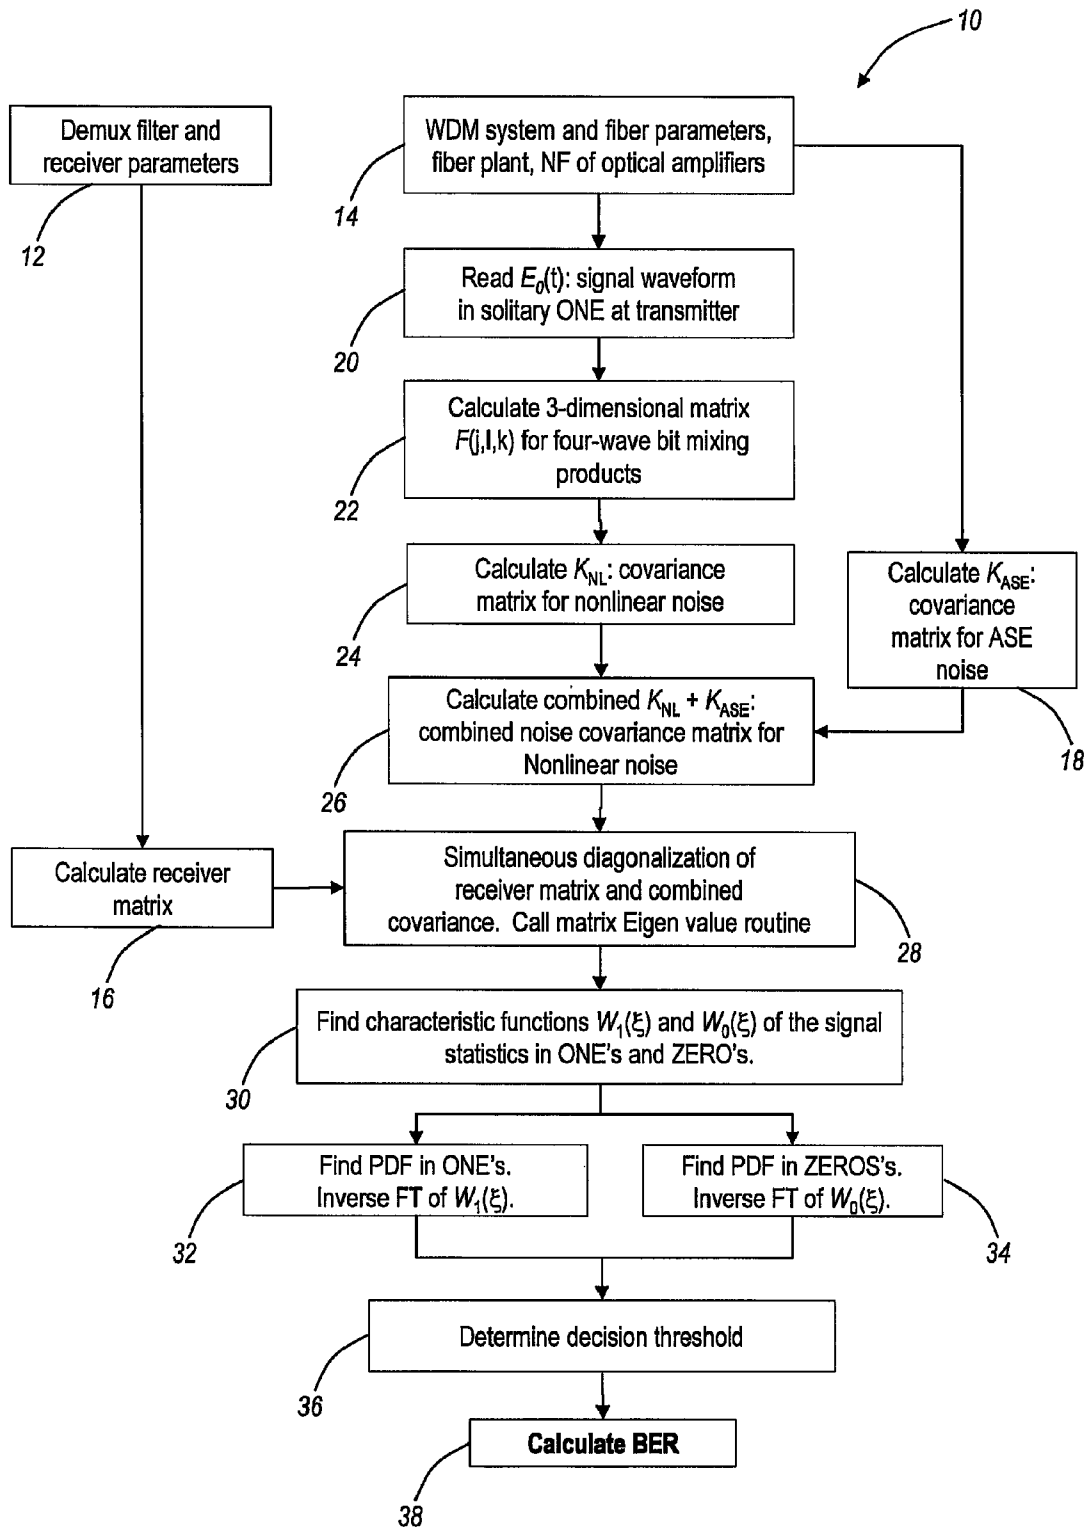 10
Demux filter and
receiver parameters
12
WDM system and fiber parameters,
fiber plant, NF of optical amplifiers
14
Read E0(t): signal waveform
in solitary ONE at transmitter
20
Calculate 3-dimensional matrix
F(j,l,k) for four-wave bit mixing
products
22
Calculate KNL: covariance
matrix for nonlinear noise
24
Calculate KASE:
covariance
matrix for ASE
noise
18
Calculate combined KNL + KASE:
combined noise covariance matrix for
Nonlinear noise
26
Calculate receiver
matrix
16
Simultaneous diagonalization of
receiver matrix and combined
covariance. Call matrix Eigen value routine
28
Find characteristic functions W1(ξ) and W0(ξ) of the signal
statistics in ONE's and ZERO's.
30
Find PDF in ONE's.
Inverse FT of W1(ξ).
32
Find PDF in ZEROS's.
Inverse FT of W0(ξ).
34
Determine decision threshold
36
Calculate BER
38